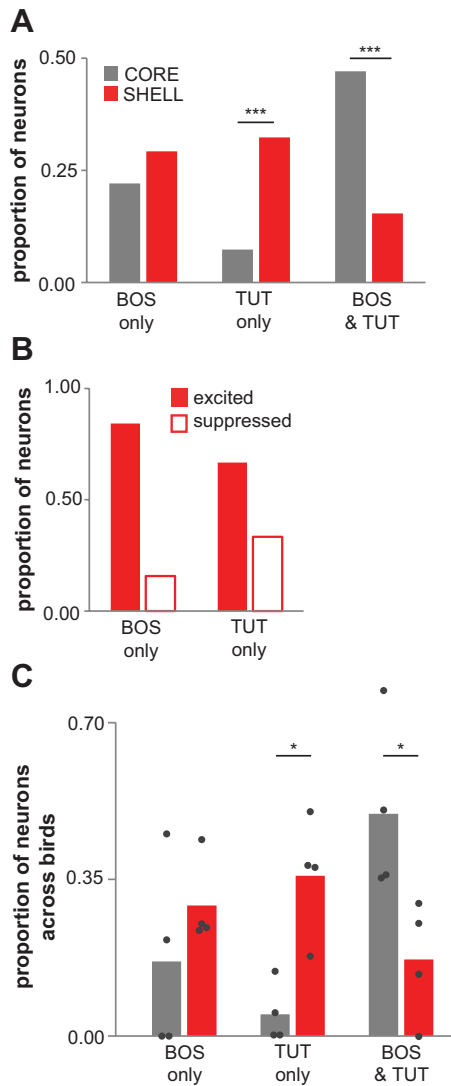 A
proportion of neurons
0.50
0.25
0.00
CORE
SHELL
***
***
BOS
only
TUT
only
BOS
& TUT
B
proportion of neurons
1.00
0.50
0.00
excited
suppressed
BOS
only
TUT
only
C
proportion of neurons
across birds
0.70
0.35
0.00
*
*
BOS
only
TUT
only
BOS
& TUT